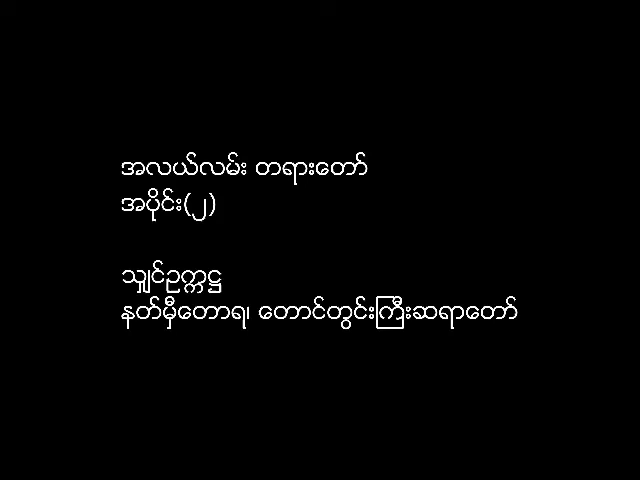 အလယ်လမ်း တရားတော်
အပိုင်း(၂)
သျှင်ဥက္ကဋ္ဌ
နတ်မှီတောရ၊ တောင်တွင်းကြီးဆရာတော်